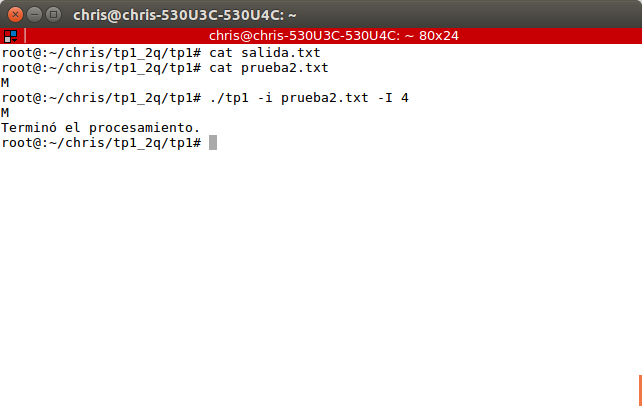 chris@chris-530U3C-530U4C: ~
chris@chris-530U3C-530U4C: ~ 80x24
root@:~/chris/tp1_2q/tp1# cat salida.txt
root@:~/chris/tp1_2q/tp1# cat prueba2.txt
M
root@:~/chris/tp1_2q/tp1# ./tp1 -i prueba2.txt -I 4
M
Terminó el procesamiento.
root@:~/chris/tp1_2q/tp1#